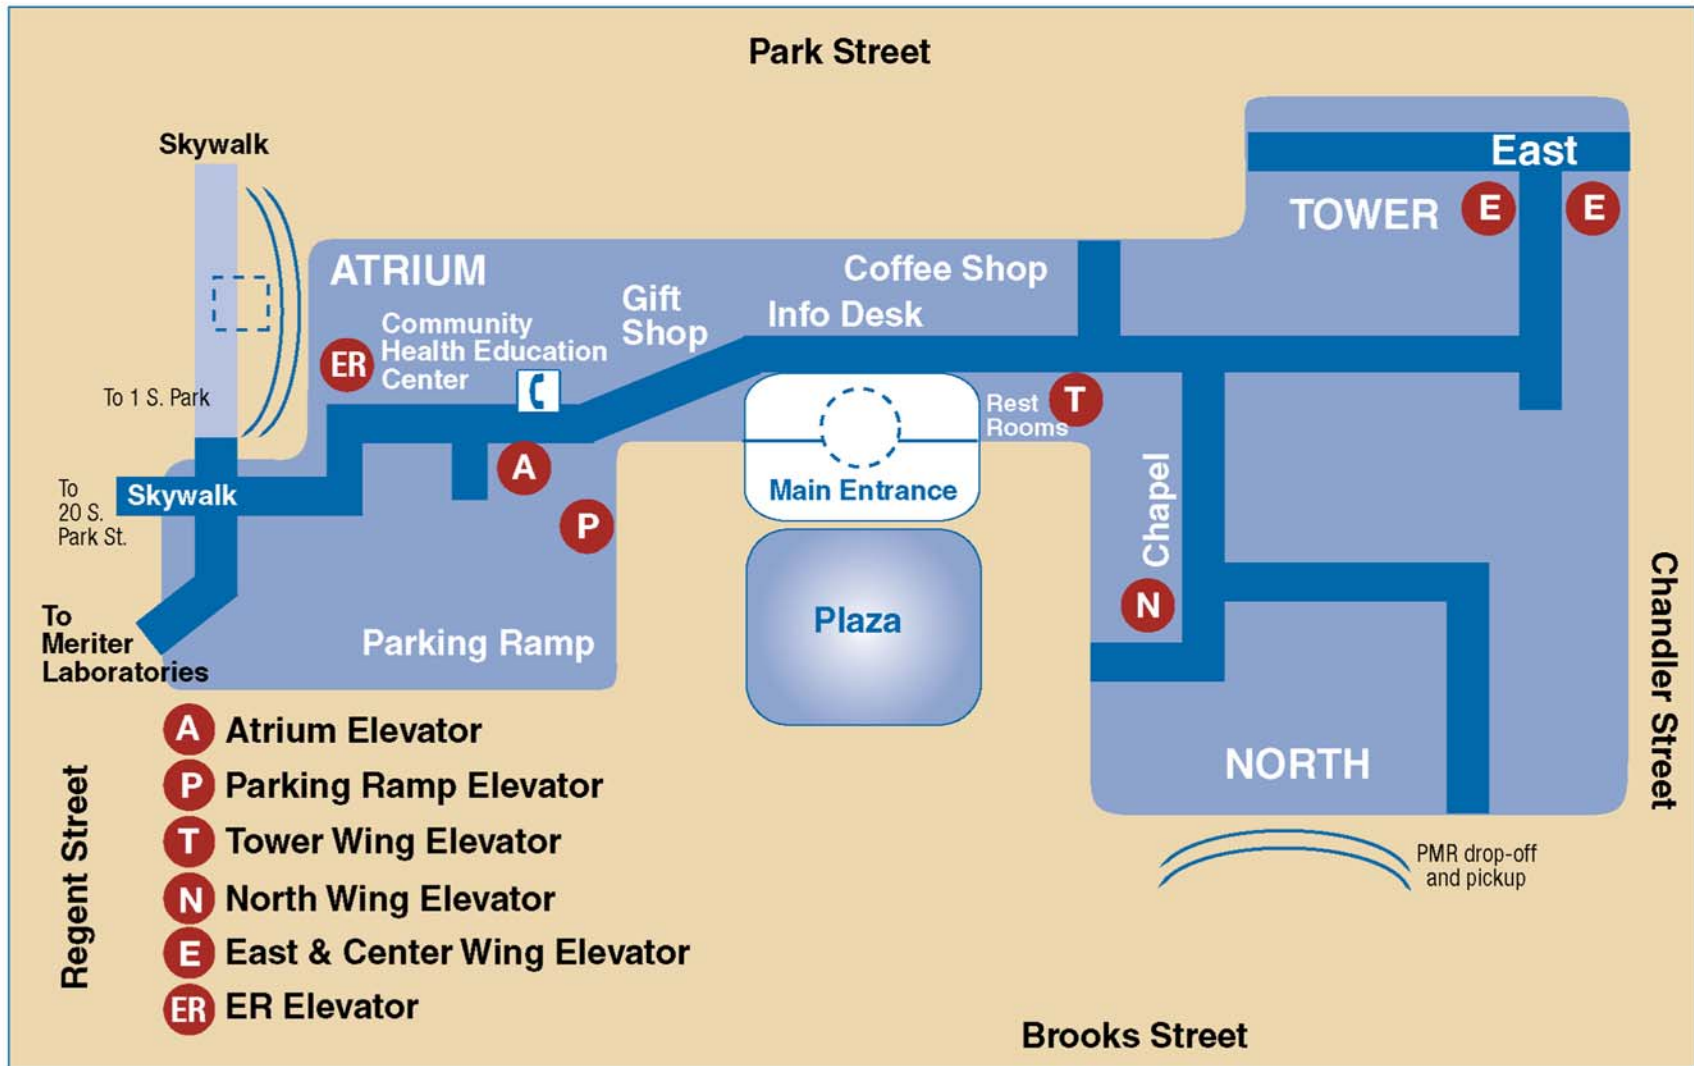 Park Street
Skywalk
East
TOWER
E
E
ATRIUM
Coffee Shop
Gift
Shop
Info Desk
Community
Health Education
Center
ER
To 1 S. Park
Rest
Rooms
T
A
Skywalk
To
20 S.
Park St.
Main Entrance
P
Chapel
N
Plaza
To
Meriter
Laboratories
Parking Ramp
Chandler Street
NORTH
A Atrium Elevator
P Parking Ramp Elevator
T Tower Wing Elevator
N North Wing Elevator
E East & Center Wing Elevator
ER ER Elevator
Regent Street
PMR drop-off
and pickup
Brooks Street